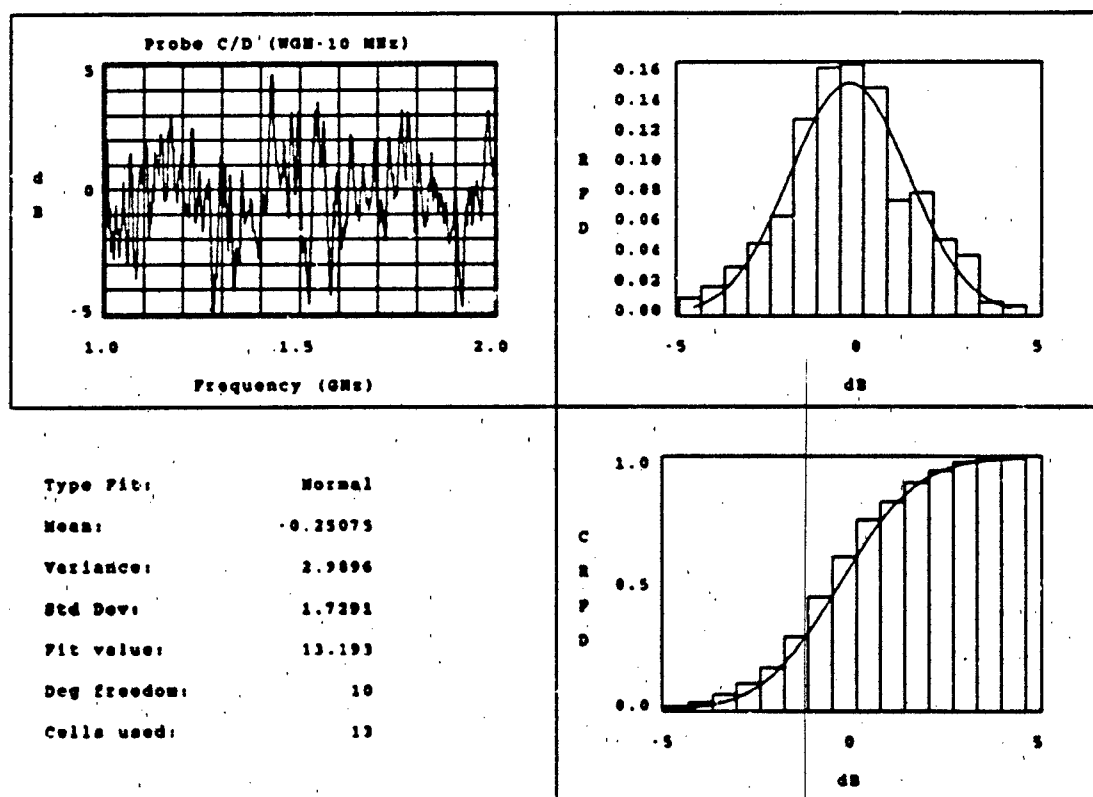 Probe C/D (WGN-10 MHz)
5
d
0
B
-5
1.0
1.5
2.0
Frequency (GHz)
0.16
0.14
0.12
R
0.10
F
0.08
D
0.06
0.04
0.02
0.00
-5
0
5
dB
Type Fit: Normal
Mean: -0.25075
Variance: 2.9896
Std Dev: 1.7291
Fit value: 13.193
Deg freedom: 10
Cells used: 13
1.0
C
R
0.5
F
D
0.0
-5
0
5
dB